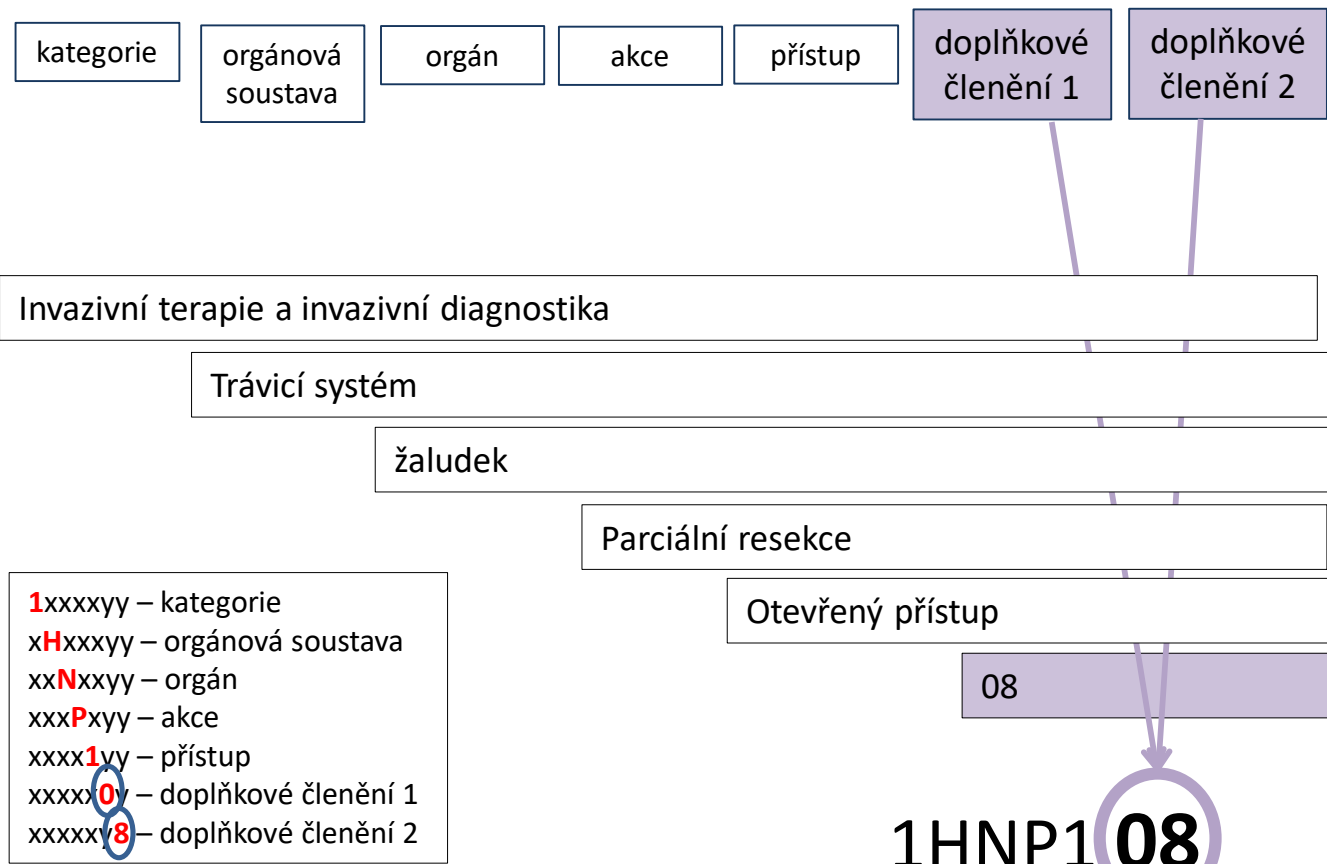 kategorie
orgánová
soustava
orgán
akce
přístup
doplňkové
členění 1
doplňkové
členění 2
Invazivní terapie a invazivní diagnostika
Trávicí systém
žaludek
Parciální resekce
Otevřený přístup
08
1xxxxyy – kategorie
xHxxxyy – orgánová soustava
xxNxxyy – orgán
xxxPxyy – akce
xxxx1yy – přístup
xxxxx0y – doplňkové členění 1
xxxxxy8 – doplňkové členění 2
1HNP108